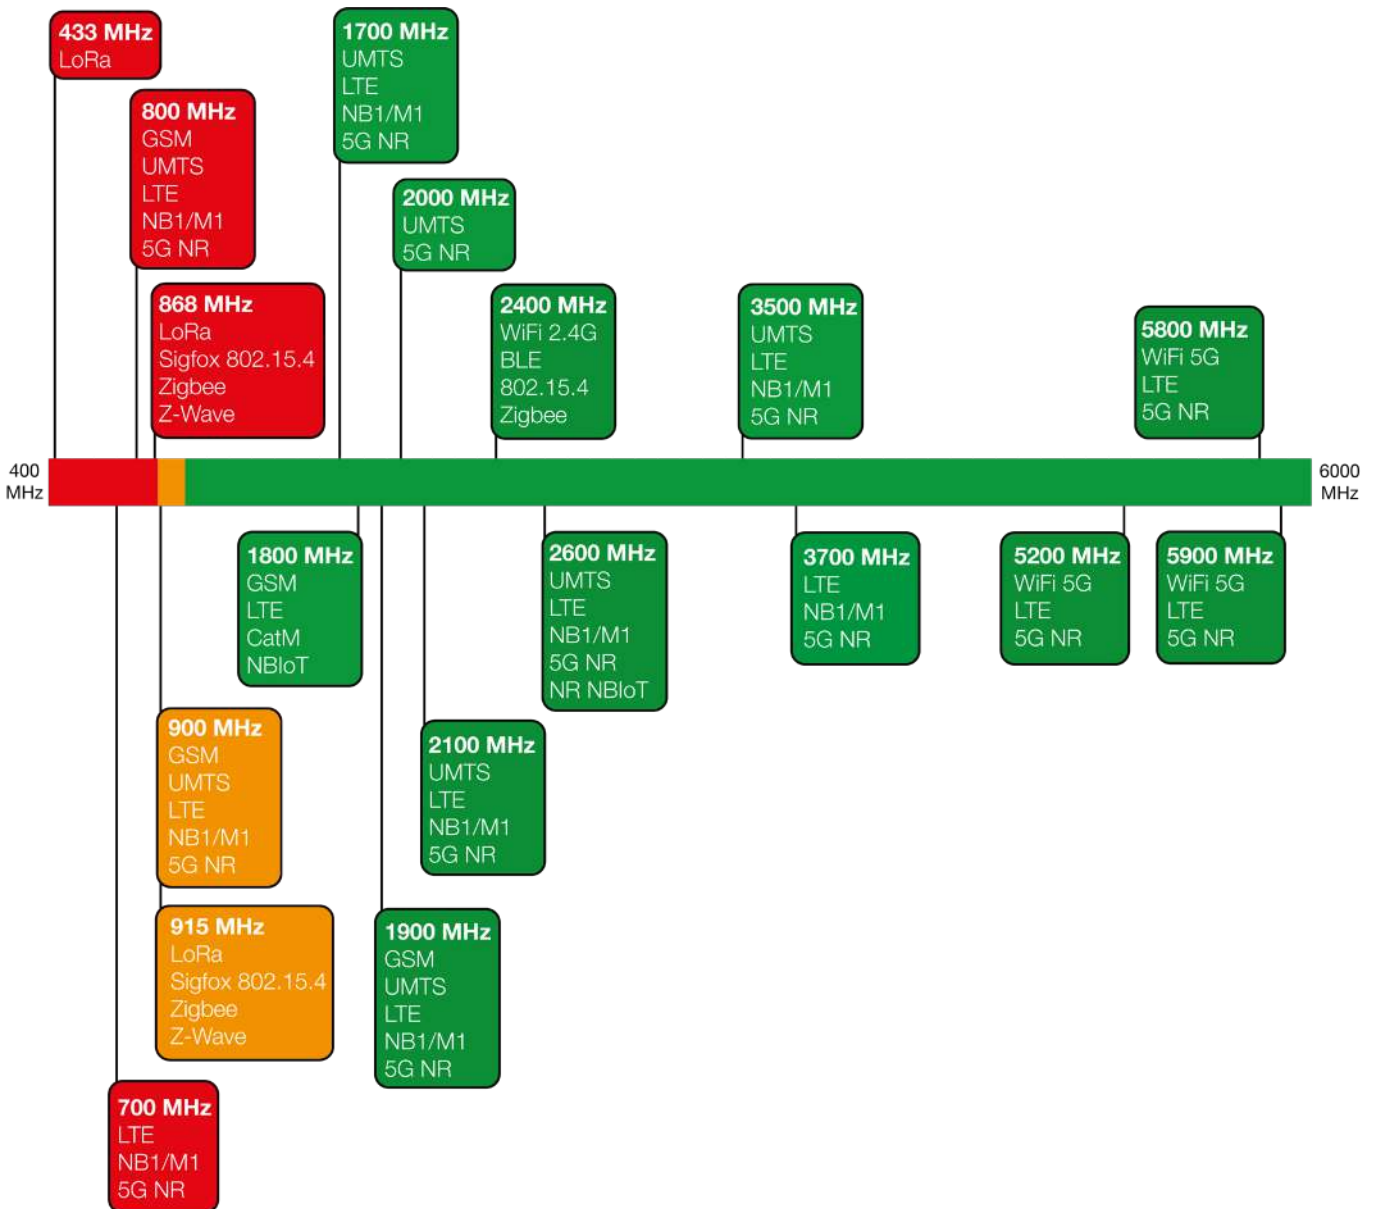 433 MHz
LoRa
800 MHz
GSM
UMTS
LTE
NB1/M1
5G NR
868 MHz
LoRa
Sigfox 802.15.4
Zigbee
Z-Wave
1700 MHz
UMTS
LTE
NB1/M1
5G NR
2000 MHz
UMTS
5G NR
2400 MHz
WiFi 2.4G
BLE
802.15.4
Zigbee
3500 MHz
UMTS
LTE
NB1/M1
5G NR
5800 MHz
WiFi 5G
LTE
5G NR
400
MHz
6000
MHz
1800 MHz
GSM
LTE
CatM
NBIoT
2600 MHz
UMTS
LTE
NB1/M1
5G NR
NR NBIoT
3700 MHz
LTE
NB1/M1
5G NR
5200 MHz
WiFi 5G
LTE
5G NR
5900 MHz
WiFi 5G
LTE
5G NR
900 MHz
GSM
UMTS
LTE
NB1/M1
5G NR
2100 MHz
UMTS
LTE
NB1/M1
5G NR
915 MHz
LoRa
Sigfox 802.15.4
Zigbee
Z-Wave
1900 MHz
GSM
UMTS
LTE
NB1/M1
5G NR
700 MHz
LTE
NB1/M1
5G NR